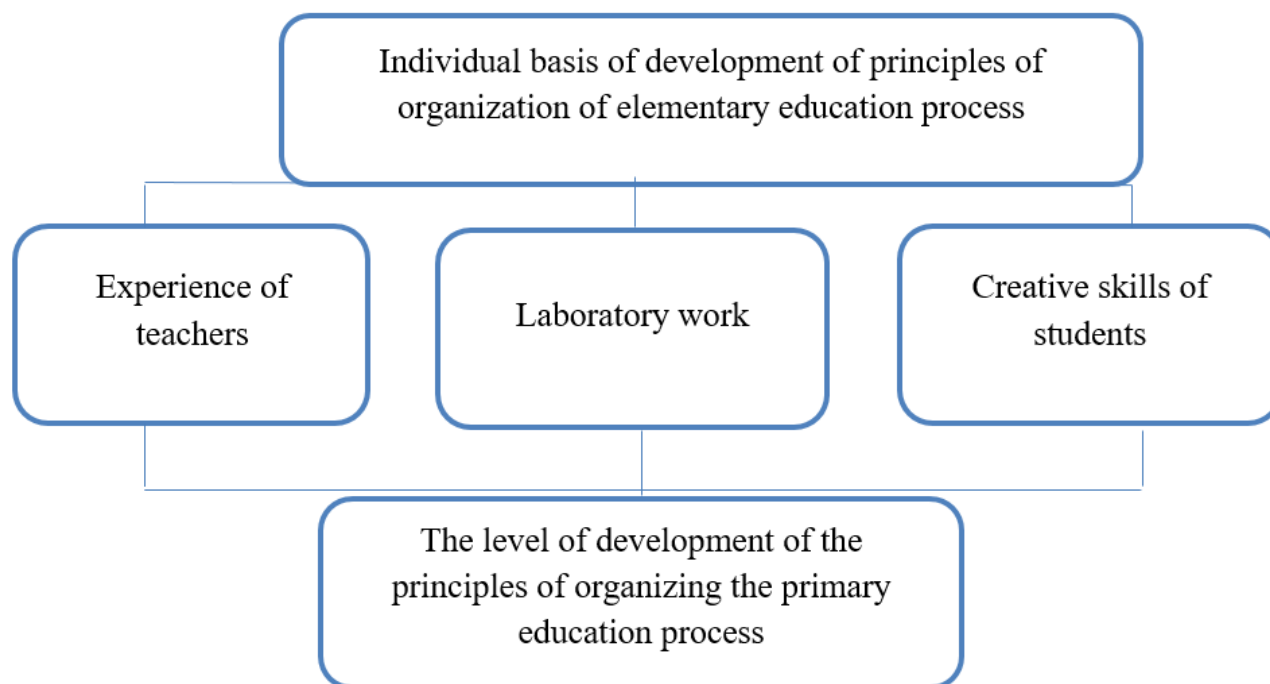 Individual basis of development of principles of
organization of elementary education process
Experience of
teachers
Laboratory work
Creative skills of
students
The level of development of the
principles of organizing the primary
education process